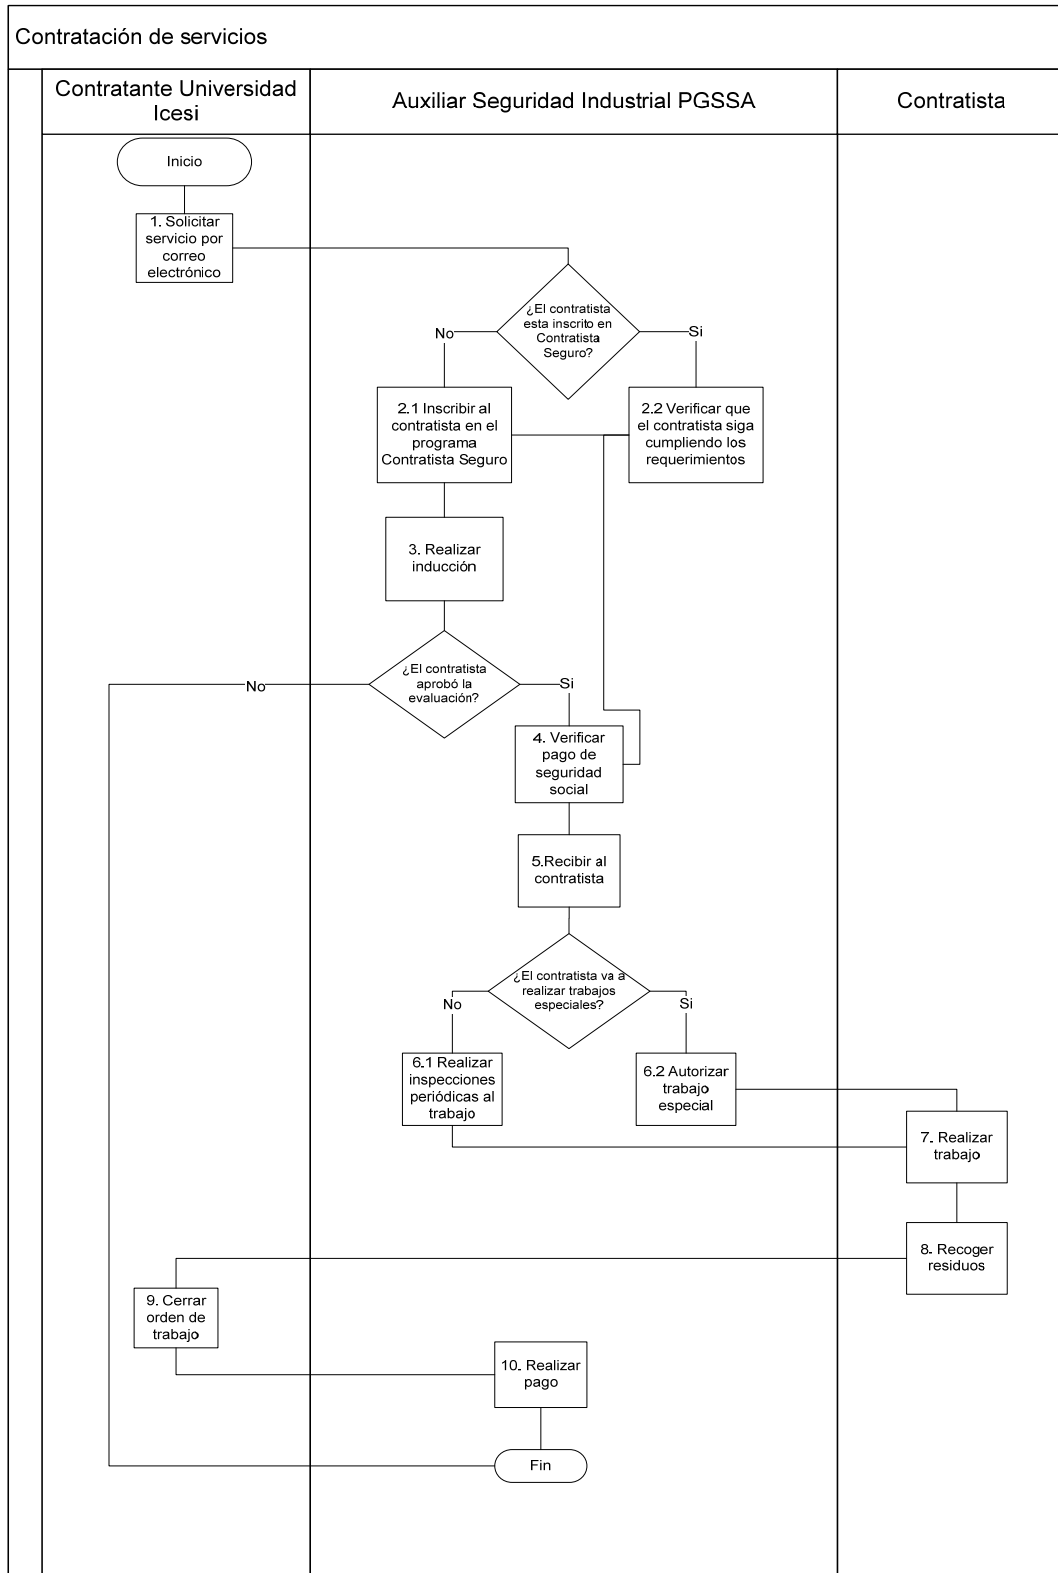 Contratación de servicios
Contratante Universidad
Icesi
Auxiliar Seguridad Industrial PGSSA
Contratista
Inicio
1. Solicitar
servicio por
correo
electrónico
¿El contratista
esta inscrito en
Contratista
Seguro?
No
Si
2.1 Inscribir al
contratista en el
programa
Contratista Seguro
2.2 Verificar que
el contratista siga
cumpliendo los
requerimientos
3. Realizar
inducción
¿El contratista
aprobó la
evaluación?
No
Si
4. Verificar
pago de
seguridad
social
5.Recibir al
contratista
¿El contratista va a
realizar trabajos
especiales?
No
Si
6.1 Realizar
inspecciones
periódicas al
trabajo
6.2 Autorizar
trabajo
especial
7. Realizar
trabajo
8. Recoger
residuos
9. Cerrar
orden de
trabajo
10. Realizar
pago
Fin